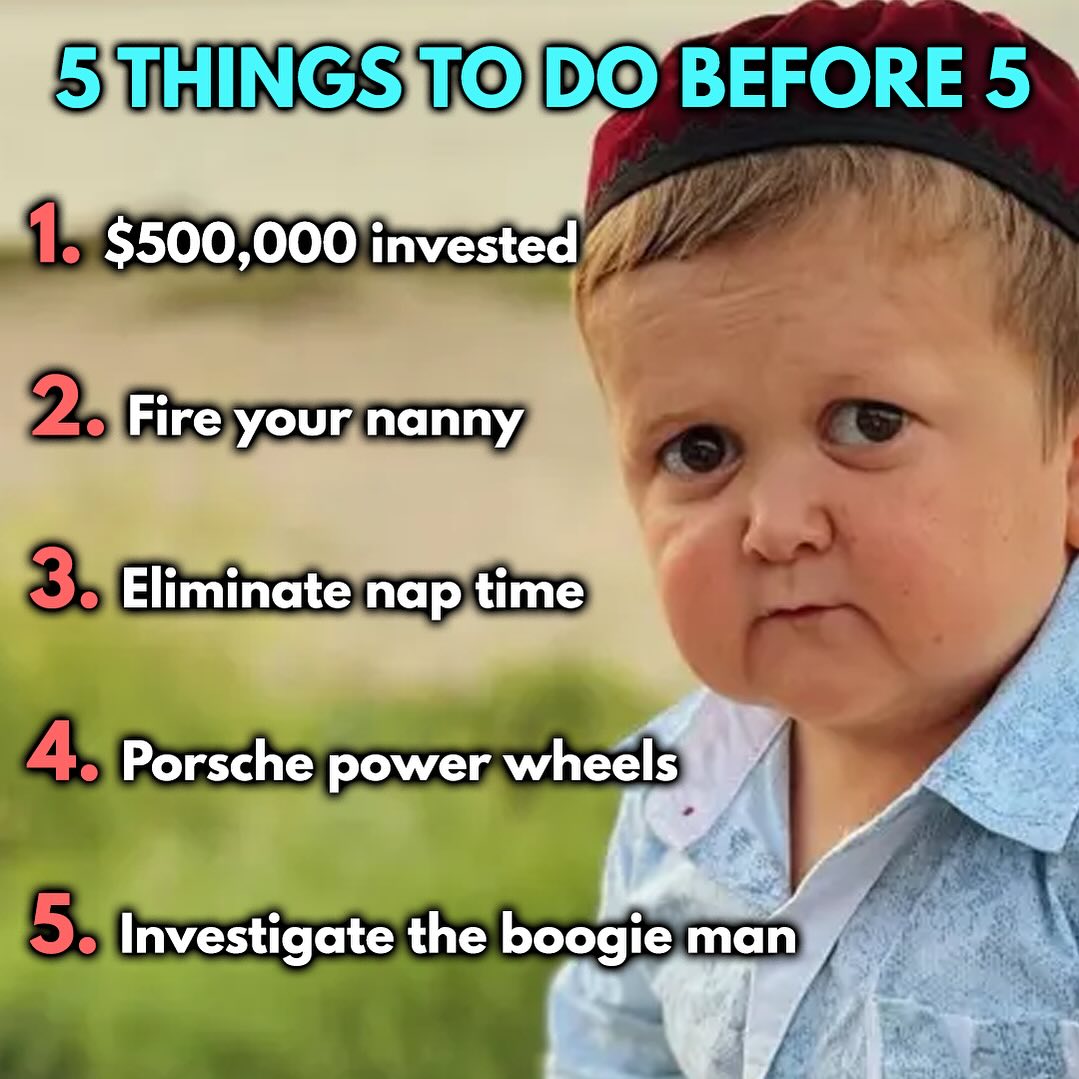 5 THINGS TO DO BEFORE 5
1. $500,000 invested
2. Fire your nanny
3. Eliminate nap time
4. Porsche power wheels
5. Investigate the boogie man